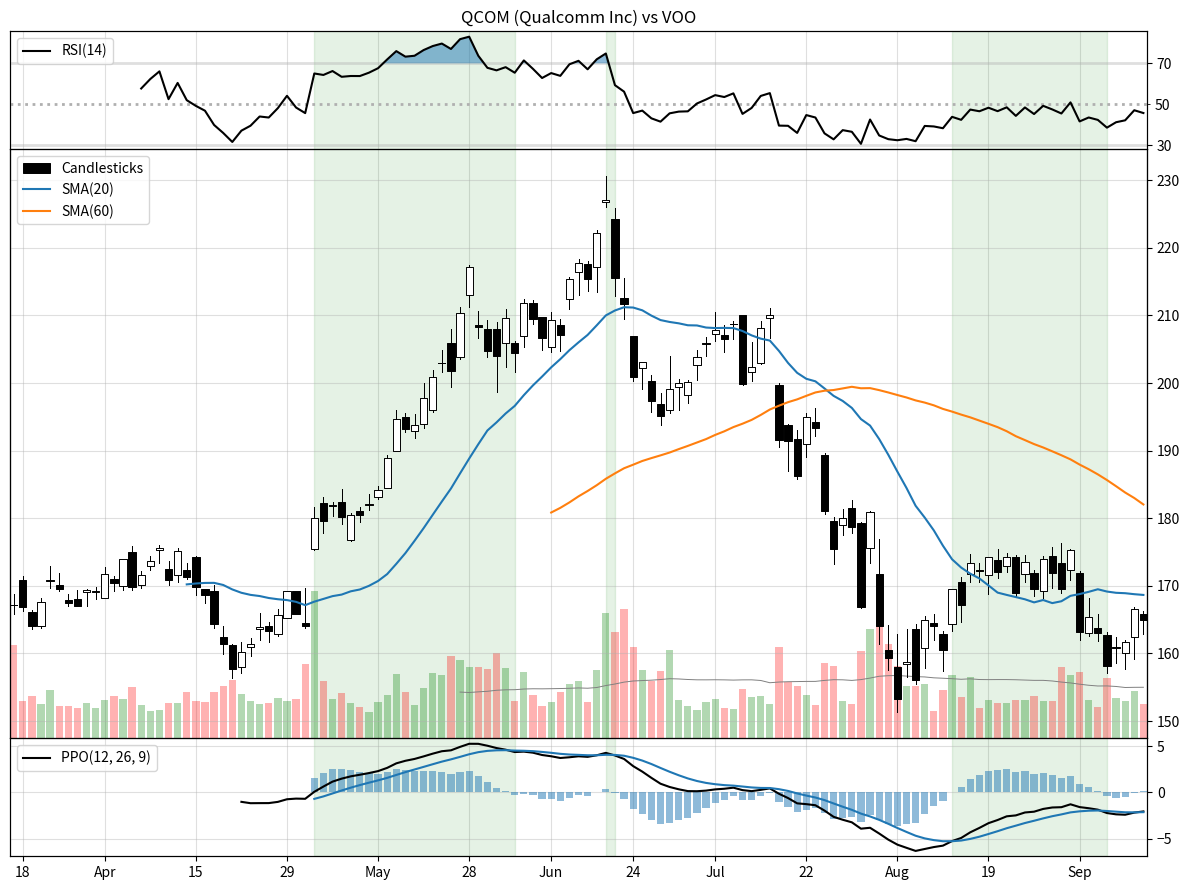 QCOM (Qualcomm Inc) vs VOO
RSI(14)
70
50
30
Candlesticks
SMA(20)
SMA(60)
230
220
210
200
190
180
170
160
150
PPO(12, 26, 9)
5
0
−5
18 Apr 15 29 May 28 Jun 24 Jul 22 Aug 19 Sep